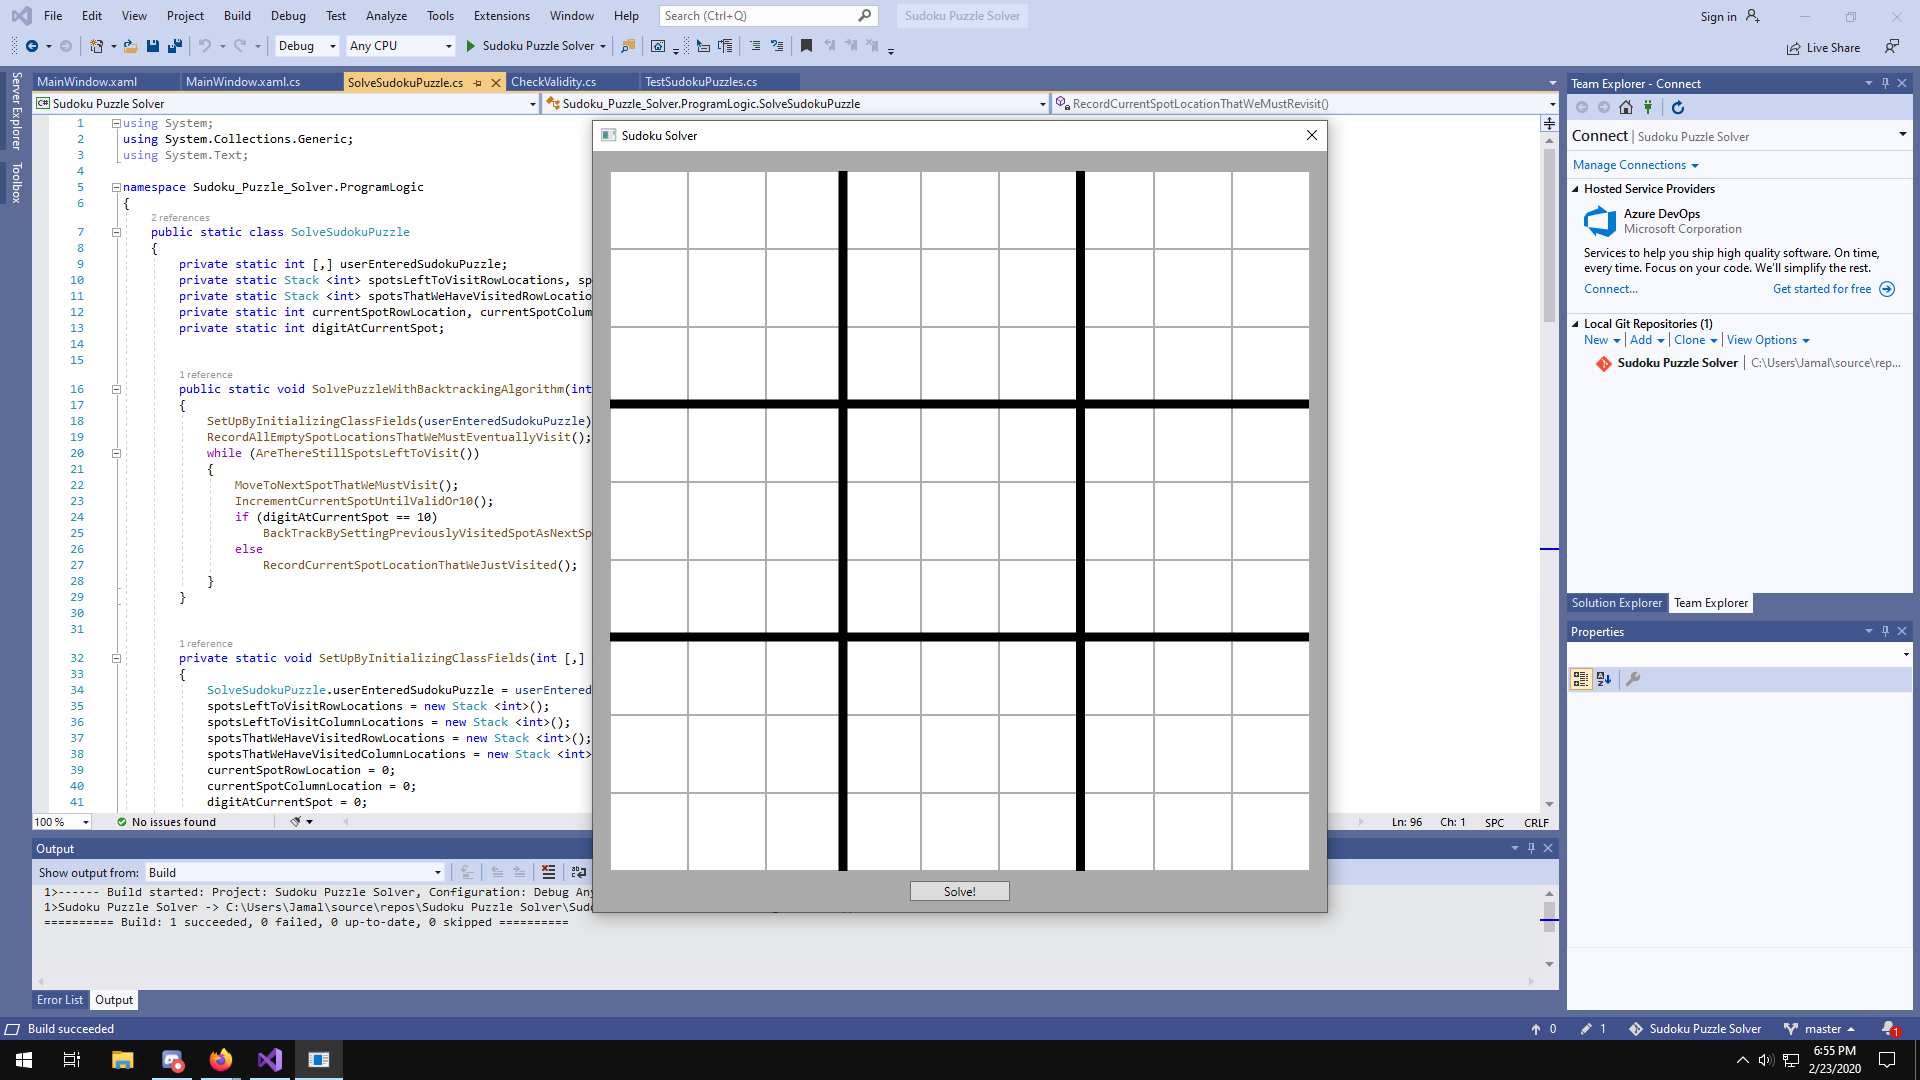 File Edit View Project Build Debug Test Analyze Tools Extensions Window Help Search (Ctrl+Q) Sudoku Puzzle Solver Sign in
Debug Any CPU Sudoku Puzzle Solver Live Share
Server Explorer
Toolbox
MainWindow.xaml MainWindow.xaml.cs SolveSudokuPuzzle.cs CheckValidity.cs TestSudokuPuzzles.cs
C# Sudoku Puzzle Solver Sudoku_Puzzle_Solver.ProgramLogic.SolveSudokuPuzzle RecordCurrentSpotLocationThatWeMustRevisit()
1 using System;
2 using System.Collections.Generic;
3 using System.Text;
4
5 namespace Sudoku_Puzzle_Solver.ProgramLogic
6 {
2 references
7 public static class SolveSudokuPuzzle
8 {
9 private static int [,] userEnteredSudokuPuzzle;
10 private static Stack <int> spotsLeftToVisitRowLocations, sp
11 private static Stack <int> spotsThatWeHaveVisitedRowLocatio
12 private static int currentSpotRowLocation, currentSpotColum
13 private static int digitAtCurrentSpot;
14
15
1 reference
16 public static void SolvePuzzleWithBacktrackingAlgorithm(int
17 {
18 SetUpByInitializingClassFields(userEnteredSudokuPuzzle)
19 RecordAllEmptySpotLocationsThatWeMustEventuallyVisit();
20 while (AreThereStillSpotsLeftToVisit())
21 {
22 MoveToNextSpotThatWeMustVisit();
23 IncrementCurrentSpotUntilValidOr10();
24 if (digitAtCurrentSpot == 10)
25 BackTrackBySettingPreviouslyVisitedSpotAsNextSp
26 else
27 RecordCurrentSpotLocationThatWeJustVisited();
28 }
29 }
30
31
1 reference
32 private static void SetUpByInitializingClassFields(int [,]
33 {
34 SolveSudokuPuzzle.userEnteredSudokuPuzzle = userEntered
35 spotsLeftToVisitRowLocations = new Stack <int>();
36 spotsLeftToVisitColumnLocations = new Stack <int>();
37 spotsThatWeHaveVisitedRowLocations = new Stack <int>();
38 spotsThatWeHaveVisitedColumnLocations = new Stack <int>
39 currentSpotRowLocation = 0;
40 currentSpotColumnLocation = 0;
41 digitAtCurrentSpot = 0;
100 % No issues found Ln: 96 Ch: 1 SPC CRLF
Sudoku Solver
Solve!
Output
Show output from: Build
1>------ Build started: Project: Sudoku Puzzle Solver, Configuration: Debug An
1>Sudoku Puzzle Solver -> C:\Users\Jamal\source\repos\Sudoku Puzzle Solver\Sud
========== Build: 1 succeeded, 0 failed, 0 up-to-date, 0 skipped ==========
Error List Output
Team Explorer - Connect
Connect | Sudoku Puzzle Solver
Manage Connections
Hosted Service Providers
Azure DevOps
Microsoft Corporation
Services to help you ship high quality software. On time,
every time. Focus on your code. We'll simplify the rest.
Connect... Get started for free
Local Git Repositories (1)
New Add Clone View Options
Sudoku Puzzle Solver C:\Users\Jamal\source\rep...
Solution Explorer Team Explorer
Properties
Build succeeded 0 1 Sudoku Puzzle Solver master 1
6:55 PM
2/23/2020